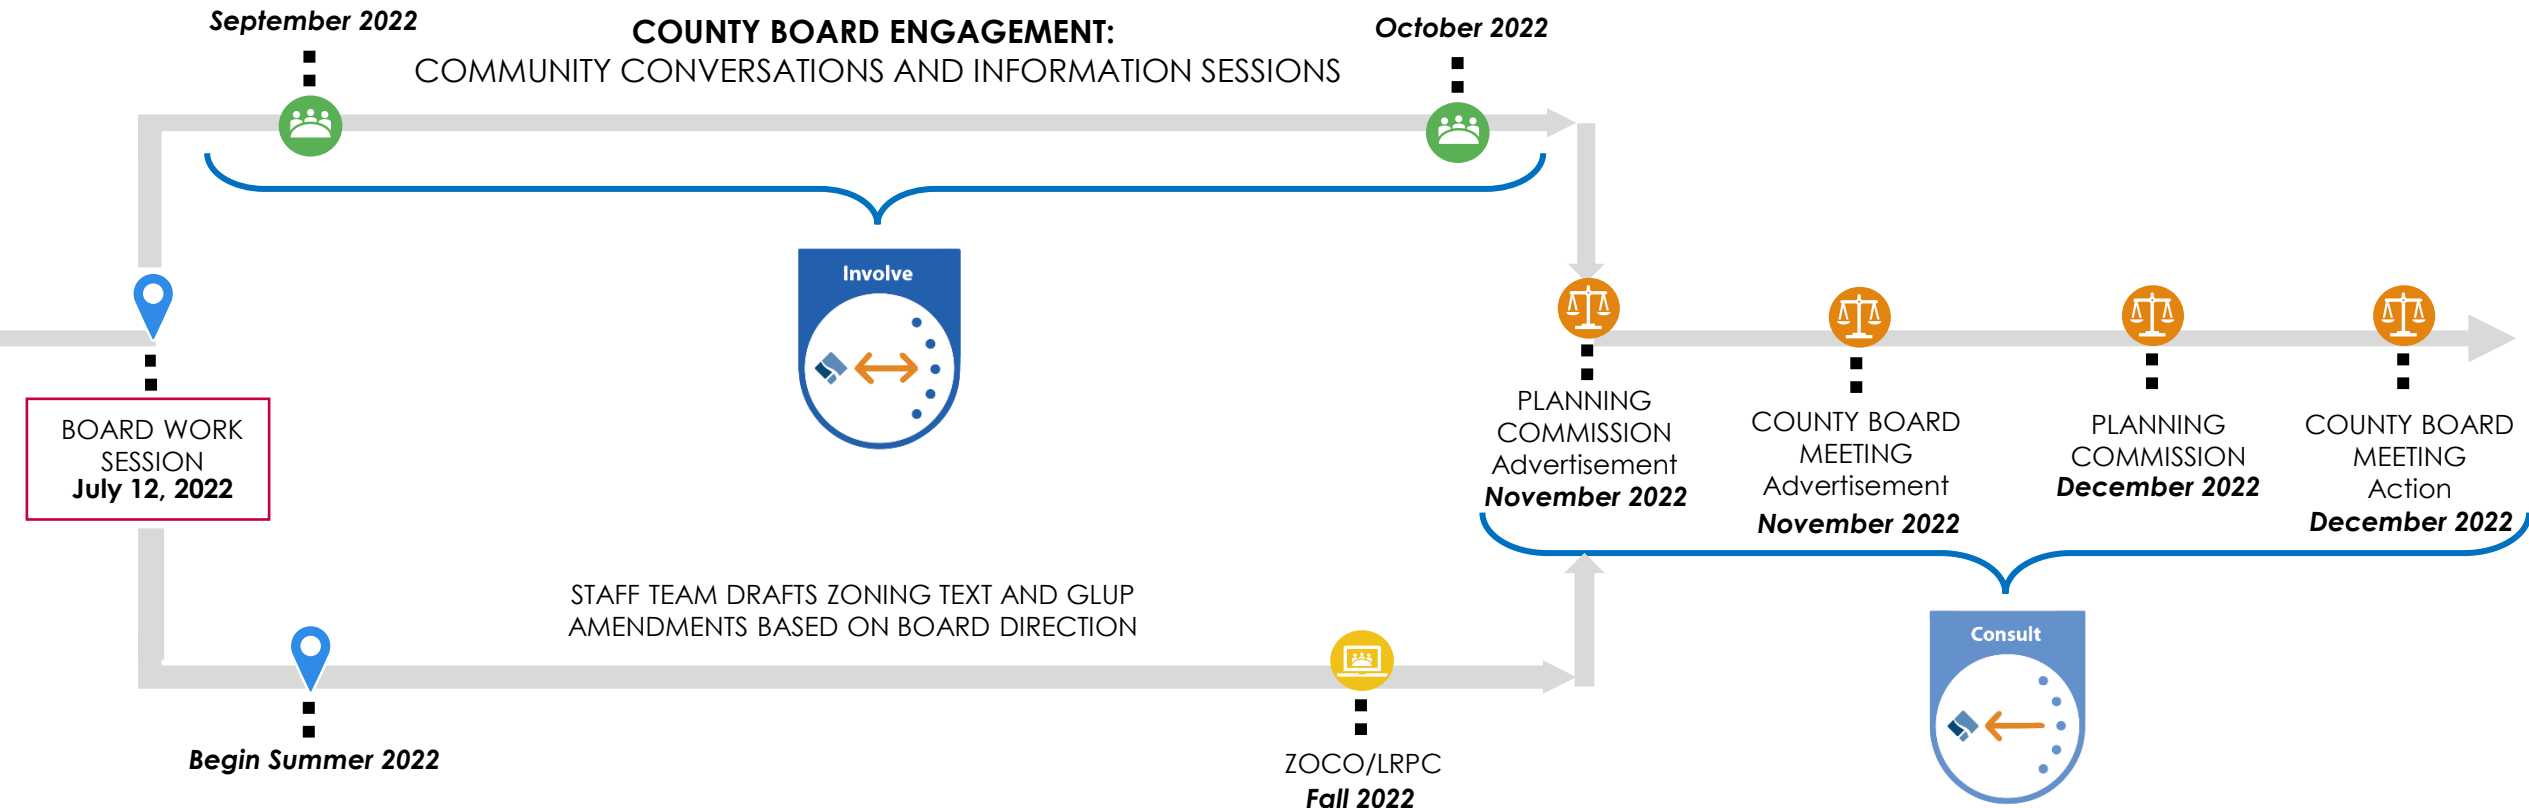 September 2022
COUNTY BOARD ENGAGEMENT:
COMMUNITY CONVERSATIONS AND INFORMATION SESSIONS
October 2022
Involve
BOARD WORK
SESSION
July 12, 2022
PLANNING
COMMISSION
Advertisement
November 2022
COUNTY BOARD
MEETING
Advertisement
November 2022
PLANNING
COMMISSION
December 2022
COUNTY BOARD
MEETING
Action
December 2022
STAFF TEAM DRAFTS ZONING TEXT AND GLUP
AMENDMENTS BASED ON BOARD DIRECTION
Consult
Begin Summer 2022
ZOCO/LRPC
Fall 2022